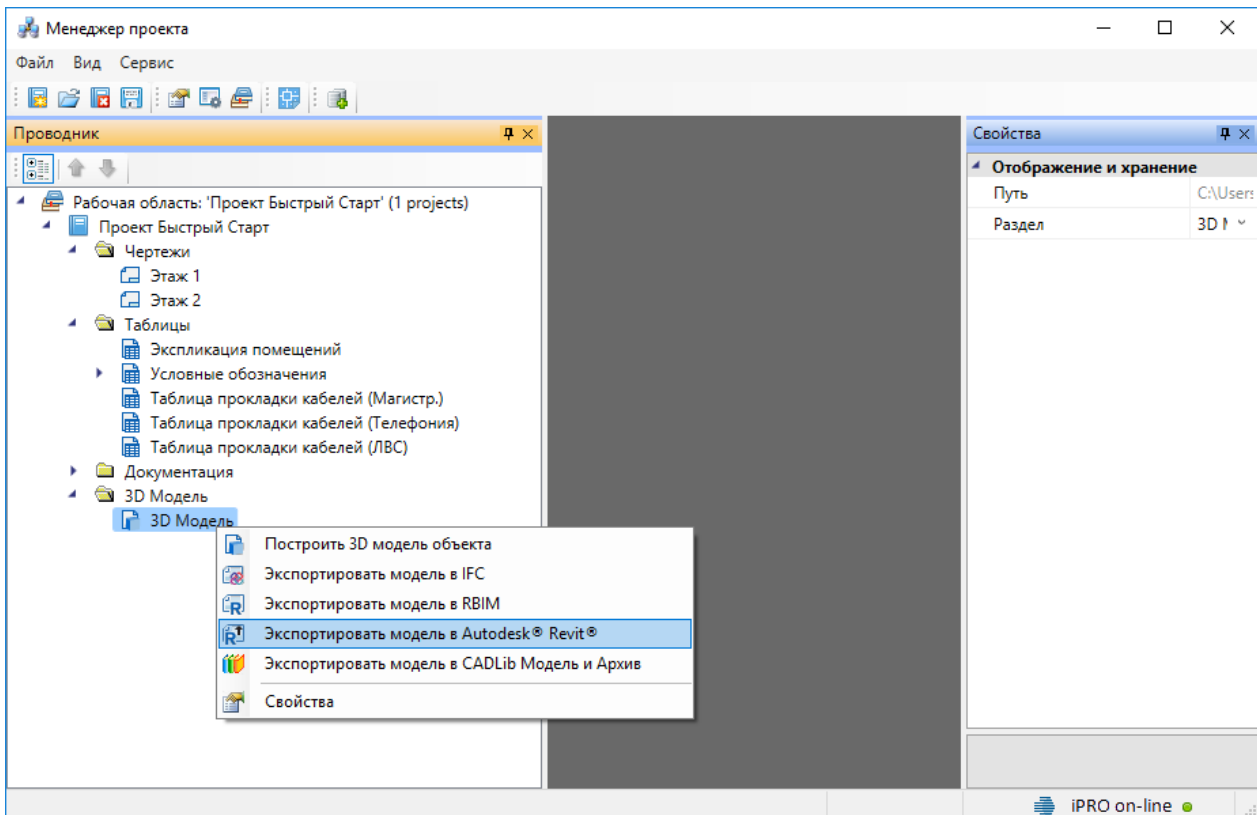 Менеджер проекта
Файл Вид Сервис
Проводник
Рабочая область: 'Проект Быстрый Старт' (1 projects)
Проект Быстрый Старт
Чертежи
Этаж 1
Этаж 2
Таблицы
Экспликация помещений
Условные обозначения
Таблица прокладки кабелей (Магистр.)
Таблица прокладки кабелей (Телефония)
Таблица прокладки кабелей (ЛВС)
Документация
3D Модель
3D Модель
Построить 3D модель объекта
Экспортировать модель в IFC
Экспортировать модель в RBIM
Экспортировать модель в Autodesk® Revit®
Экспортировать модель в CADLib Модель и Архив
Свойства
Свойства
Отображение и хранение
Путь C:\Users
Раздел 3D
iPRO on-line